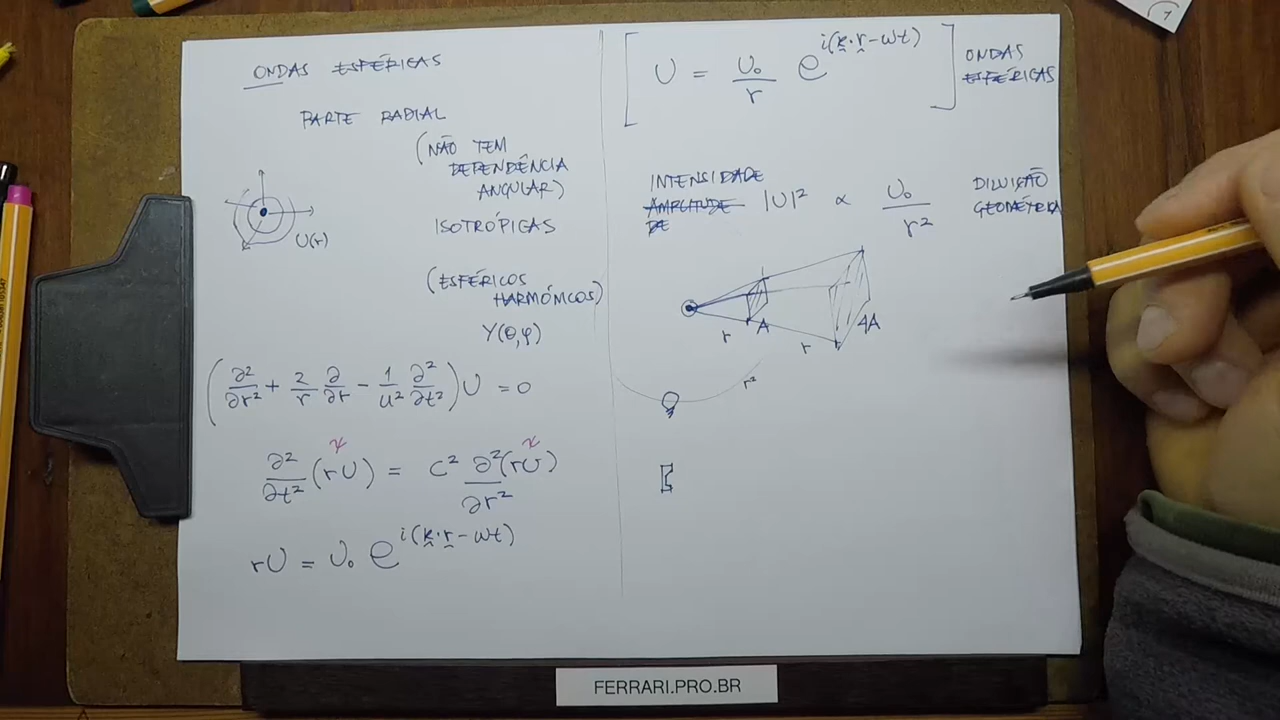 ONDAS ESFÉRICAS
PARTE RADIAL
(NÃO TEM
DEPENDÊNCIA
ANGULAR)
ISOTRÓPICAS
U(r)
(ESFÉRICOS
HARMÓNICOS)
Y(θ,φ)
(∂²/∂r² + 2/r ∂/∂r − 1/u² ∂²/∂t²) U = 0
χ χ
∂²/∂t² (rU) = c² ∂²(rU)/∂r²
rU = U₀ e^i(k·r−ωt)
[U = U₀/r e^i(k·r−ωt)] ONDAS
ESFÉRICAS
INTENSIDADE
AMPLITUDE |U|² ∝ U₀/r² DILUIÇÃO
DE GEOMÉTRICA
A
4A
r
r
r²
FERRARI.PRO.BR